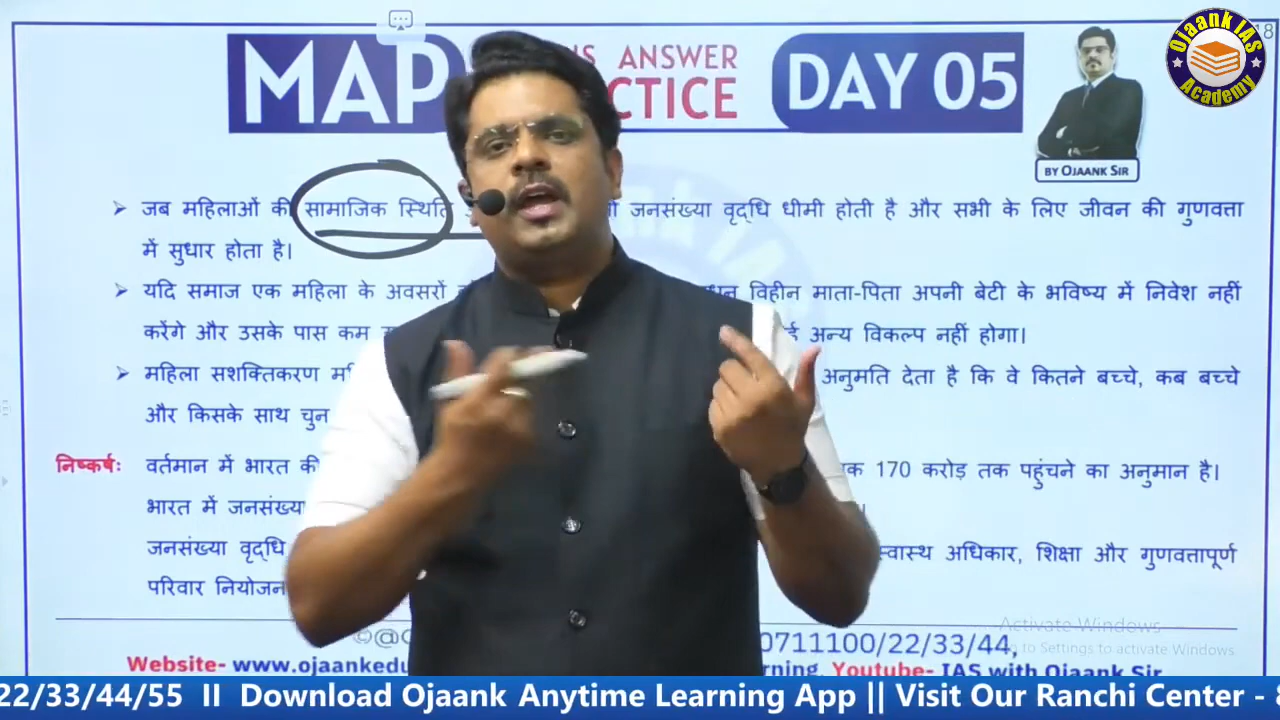 MAP
ANSWER
DAY 05
Ojaank IAS
Academy
18
BY OJAANK SIR
➢ जब महिलाओं की सामाजिक स्थिति
जनसंख्या वृद्धि धीमी होती है और सभी के लिए जीवन की गुणवत्ता
में सुधार होता है।
➢ यदि समाज एक महिला के अवसरों
विहीन माता-पिता अपनी बेटी के भविष्य में निवेश नहीं
करेंगे और उसके पास कम
अन्य विकल्प नहीं होगा।
➢ महिला सशक्तिकरण
अनुमति देता है कि वे कितने बच्चे, कब बच्चे
और किसके साथ चुन
निष्कर्षः वर्तमान में भारत की
170 करोड़ तक पहुंचने का अनुमान है।
भारत में जनसंख्या
जनसंख्या वृद्धि
स्वास्थ अधिकार, शिक्षा और गुणवत्तापूर्ण
परिवार नियोजन
0711100/22/33/44,
Activate Windows
to Settings to activate Windows
Website- www.ojaankedu
Youtube- IAS with Ojaank Sir
22/33/44/55 II Download Ojaank Anytime Learning App || Visit Our Ranchi Center -